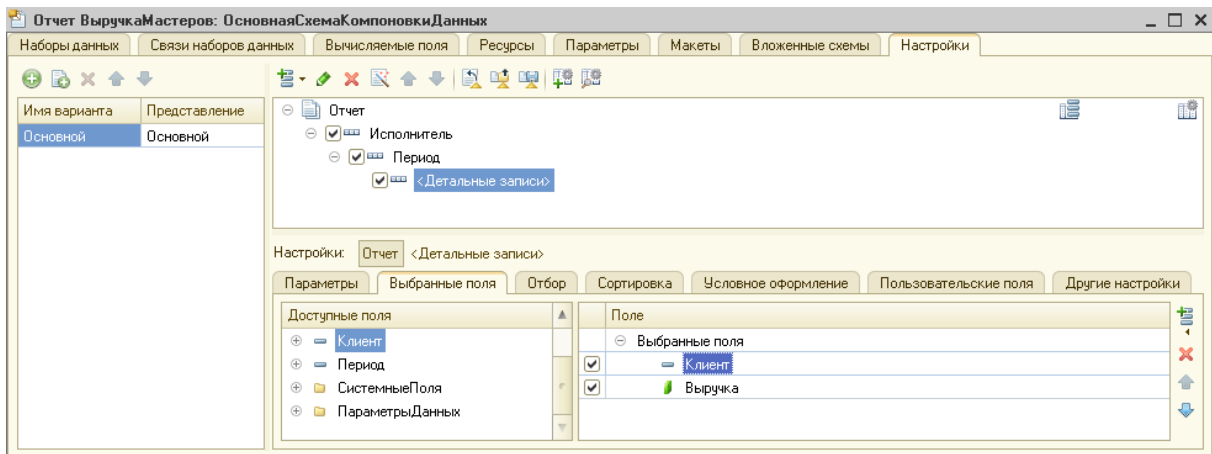 Отчет ВыручкаМастеров: ОсновнаяСхемаКомпоновкиДанных
Наборы данных Связи наборов данных Вычисляемые поля Ресурсы Параметры Макеты Вложенные схемы Настройки
Имя варианта Представление
Основной Основной
Отчет
Исполнитель
Период
<Детальные записи>
Настройки: Отчет <Детальные записи>
Параметры Выбранные поля Отбор Сортировка Условное оформление Пользовательские поля Другие настройки
Доступные поля
Клиент
Период
СистемныеПоля
ПараметрыДанных
Поле
Выбранные поля
Клиент
Выручка